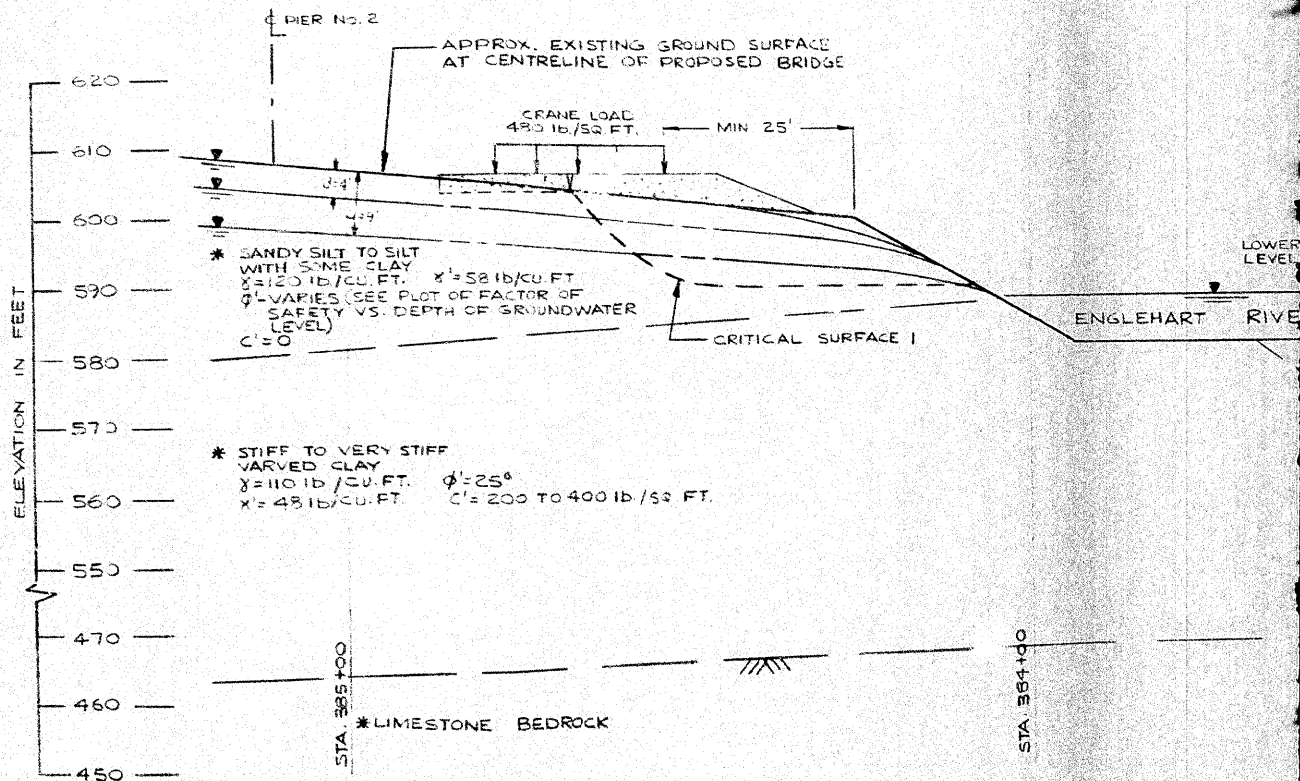 ℄ PIER No. 2
APPROX. EXISTING GROUND SURFACE
AT CENTRELINE OF PROPOSED BRIDGE
CRANE LOAD
480 lb./SQ. FT.
MIN 25'
620
610
600
590
580
570
560
550
470
460
450
ELEVATION IN FEET
d=4'
d=9'
* SANDY SILT TO SILT
WITH SOME CLAY
γ=120 lb/CU. FT. γ'=58 lb/CU. FT
φ' VARIES (SEE PLOT OF FACTOR OF
SAFETY VS. DEPTH OF GROUNDWATER
LEVEL)
C'=0
CRITICAL SURFACE 1
LOWER
LEVEL
ENGLEHART RIVE
* STIFF TO VERY STIFF
VARVED CLAY
γ=110 lb/CU. FT. φ'=25°
γ'=48 lb/CU. FT. C'=200 TO 400 lb./SQ. FT.
STA. 385+00
STA. 384+00
* LIMESTONE BEDROCK